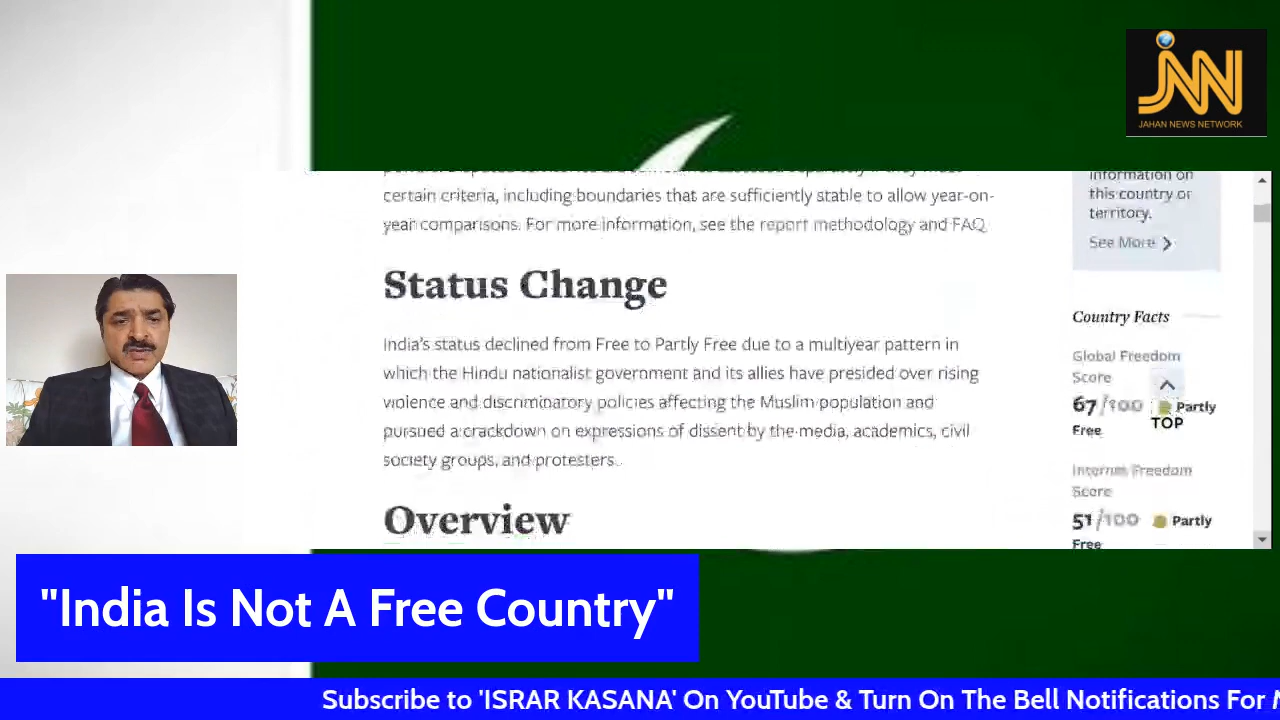 JNN
JAHAN NEWS NETWORK
certain criteria, including boundaries that are sufficiently stable to allow year-on-
year comparisons. For more information, see the report methodology and FAQ.
Status Change
India's status declined from Free to Partly Free due to a multiyear pattern in
which the Hindu nationalist government and its allies have presided over rising
violence and discriminatory policies affecting the Muslim population and
pursued a crackdown on expressions of dissent by the media, academics, civil
society groups, and protesters.
Overview
information on
this country or
territory.
See More
Country Facts
Global Freedom
Score
67 /100 Partly
Free
TOP
Internet Freedom
Score
51 /100 Partly
Free
"India Is Not A Free Country"
Subscribe to 'ISRAR KASANA' On YouTube & Turn On The Bell Notifications For